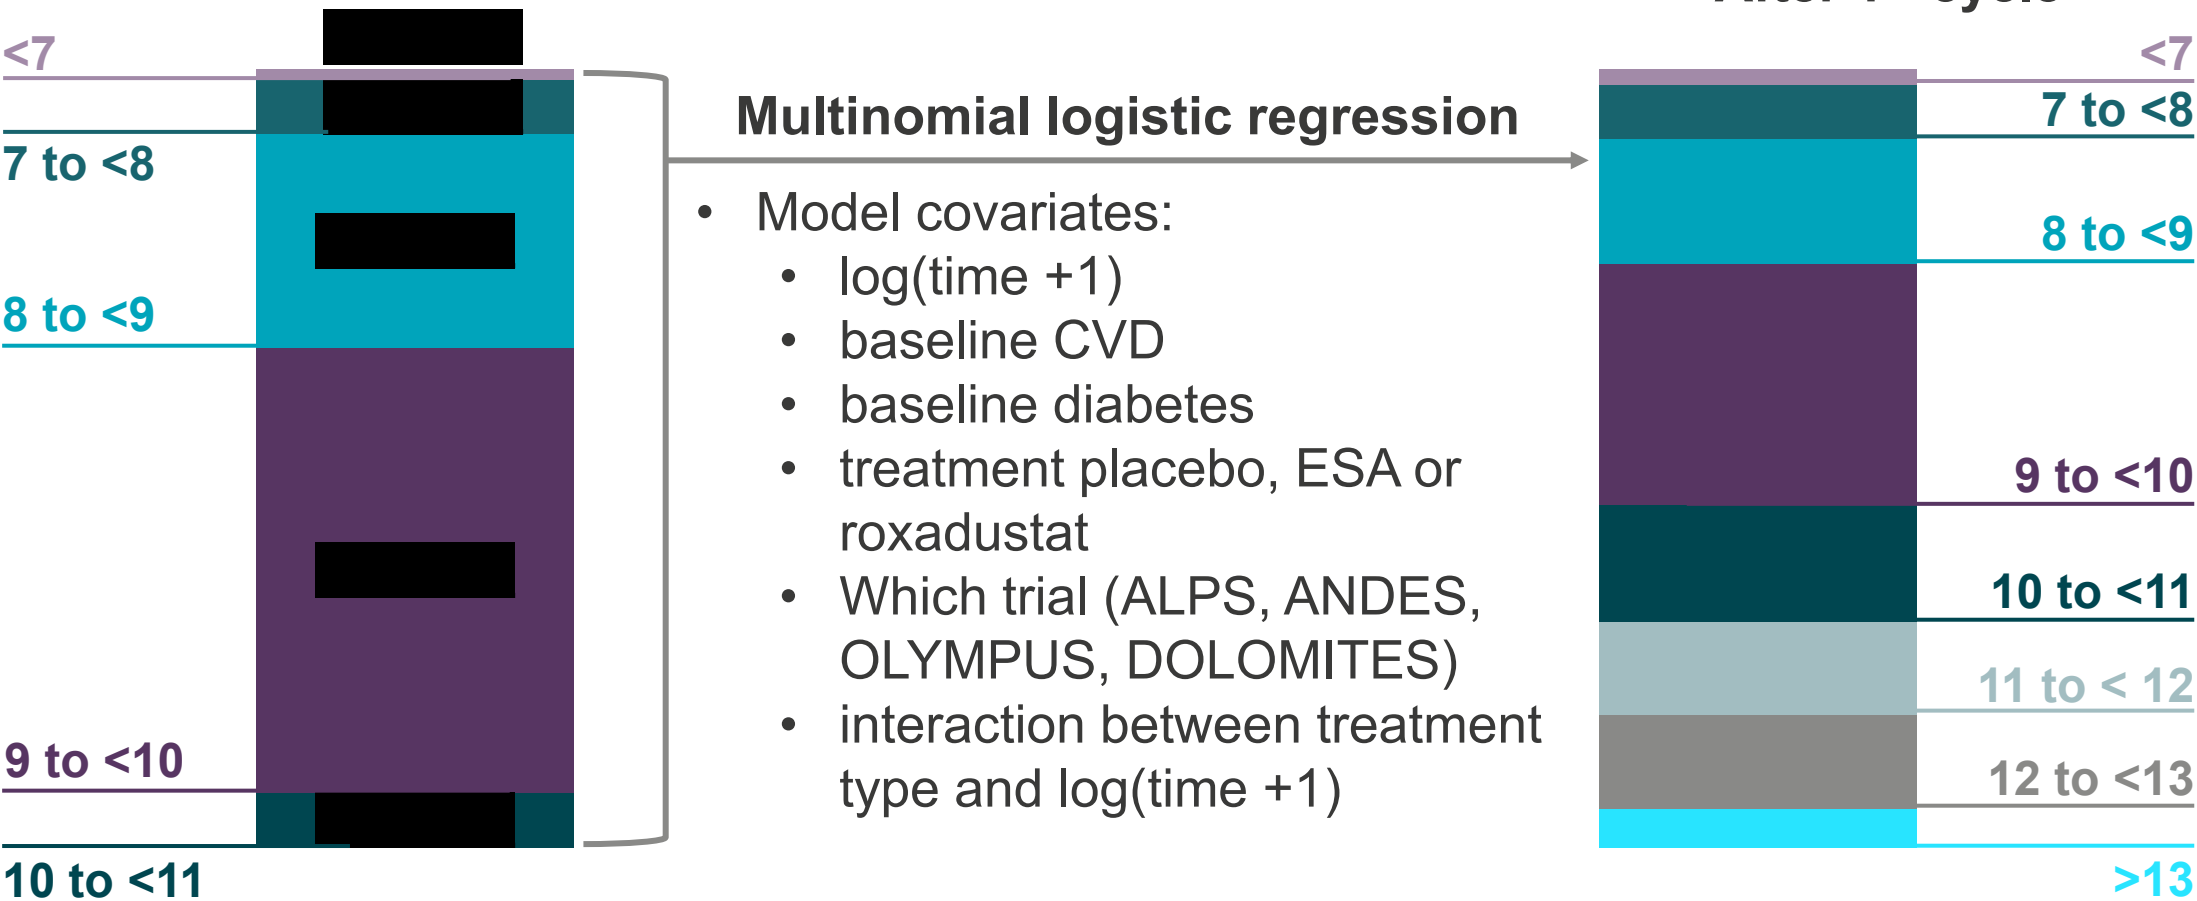 <7
7 to <8
8 to <9
9 to <10
10 to <11
Multinomial logistic regression
• Model covariates:
• log(time +1)
• baseline CVD
• baseline diabetes
• treatment placebo, ESA or
roxadustat
• Which trial (ALPS, ANDES,
OLYMPUS, DOLOMITES)
• interaction between treatment
type and log(time +1)
<7
7 to <8
8 to <9
9 to <10
10 to <11
11 to < 12
12 to <13
>13